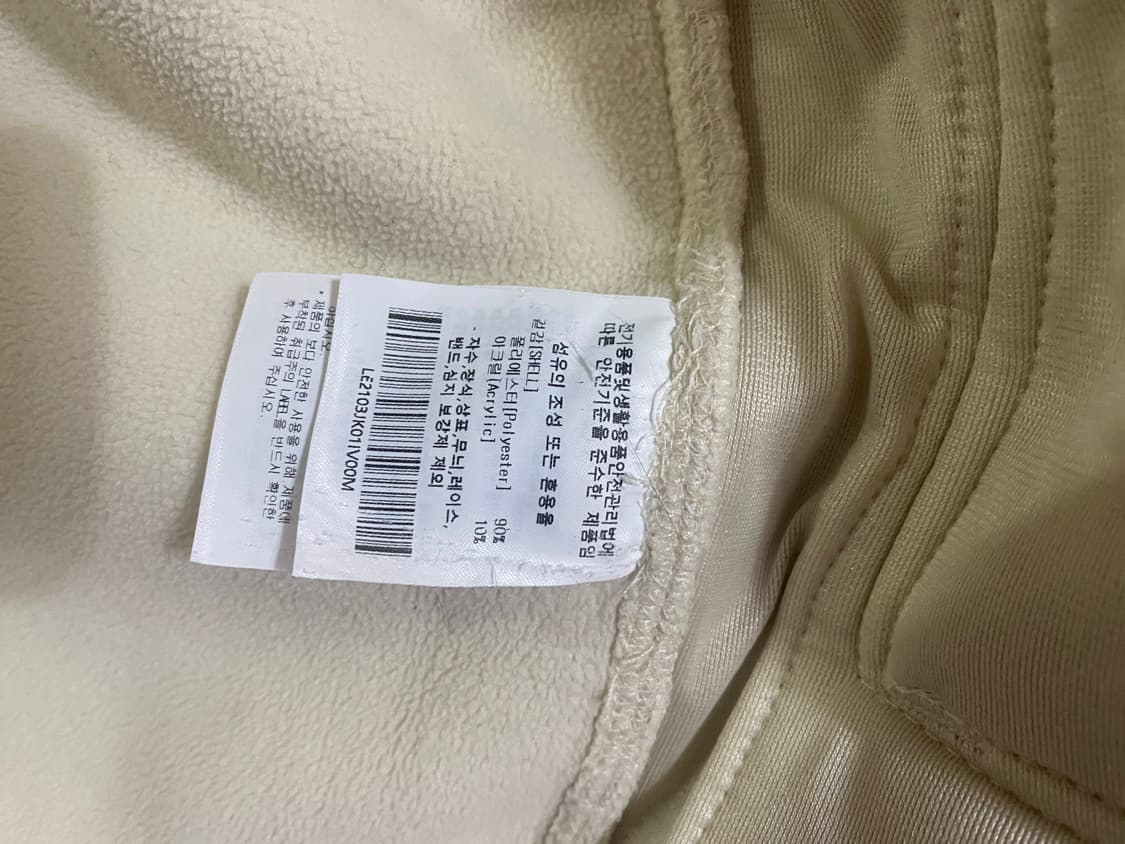 전기용품및생활용품안전관리법에
따른 안전기준을 준수한 제품임
섬유의 조성 또는 혼용율
겉감[SHELL]
폴리에스터[Polyester] 90%
아크릴[Acrylic] 10%
· 자수,장식,상표,무늬,레이스,
밴드,심지 보강제 제외
LE2103JK01IV00M
이십시오.
* 제품의 보다 안전한 사용을 위해 제품에
부착된 취급주의 LABEL을 반드시 확인한
후 사용하여 주십시오.